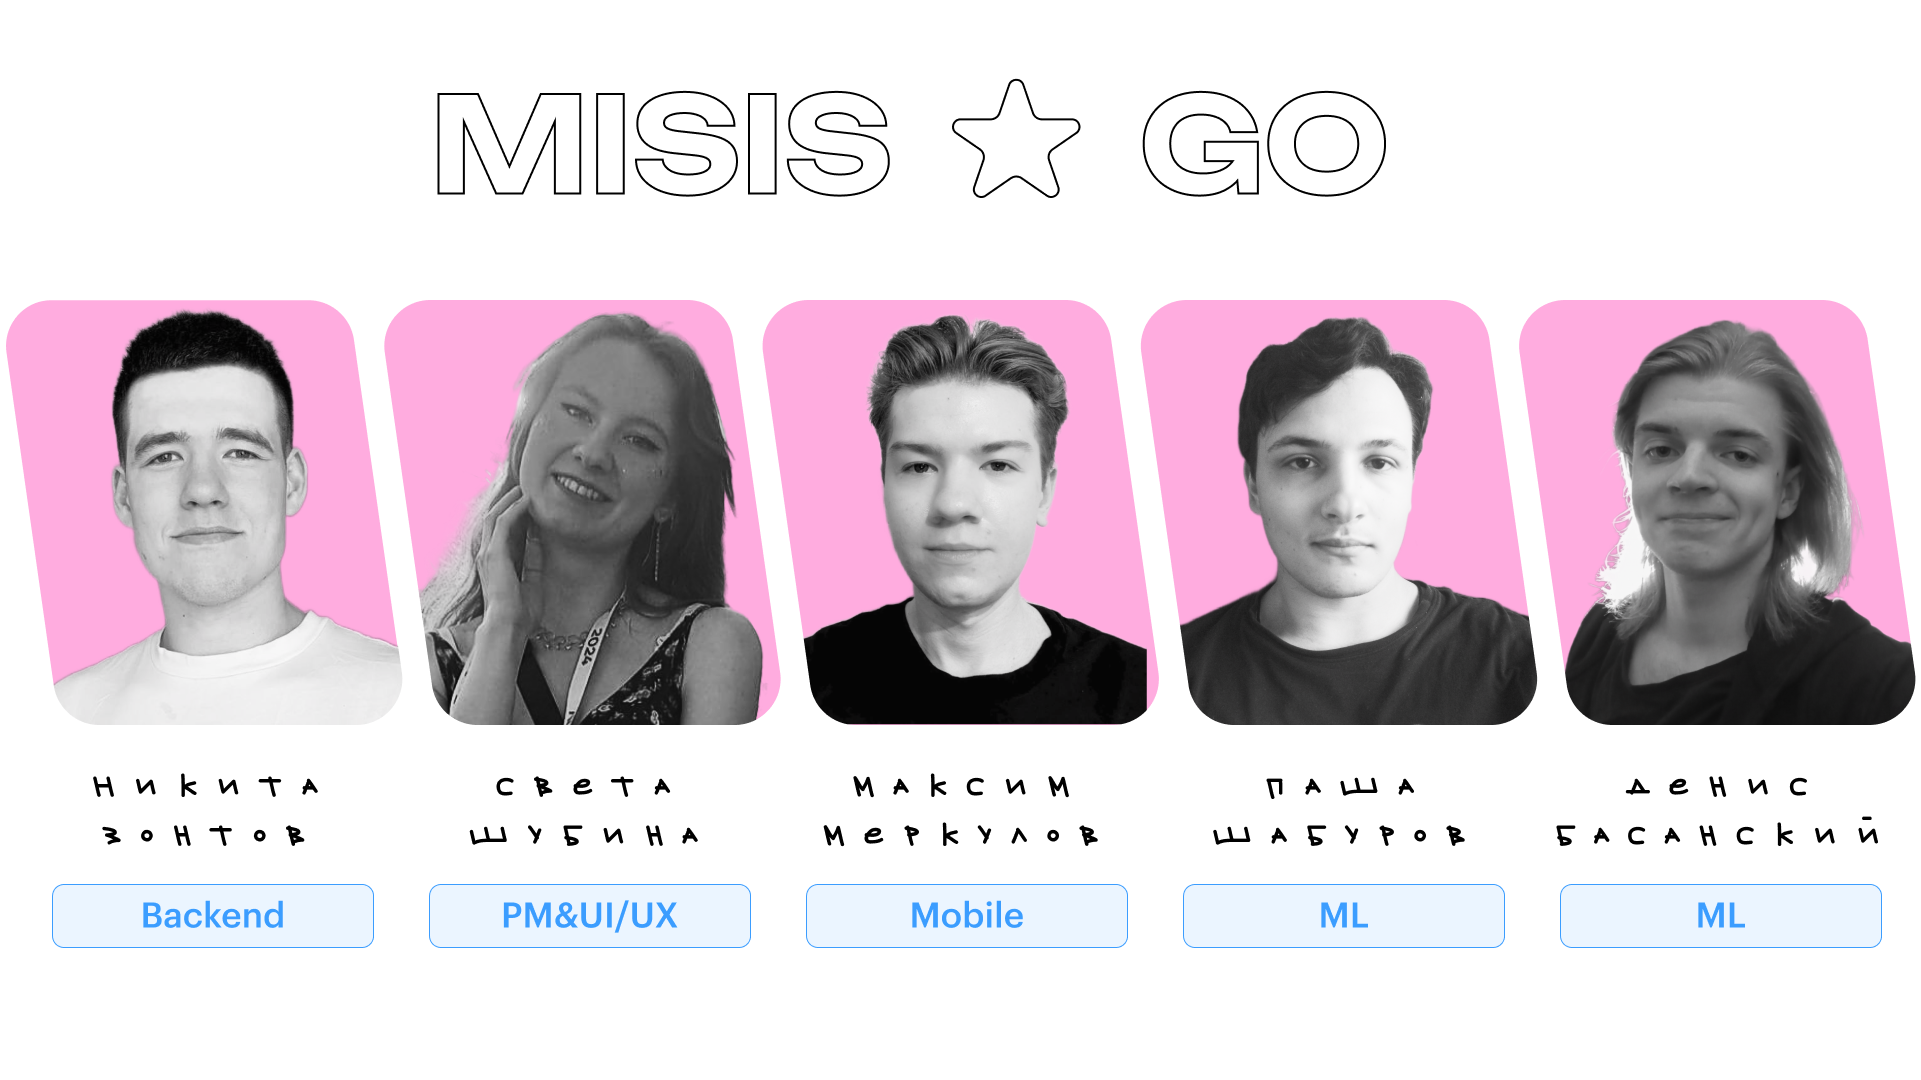 MISIS GO
2024
Никита
Зонтов
Backend
Света
Шубина
PM&UI/UX
Максим
Меркулов
Mobile
Паша
Шабуров
ML
Денис
Басанский
ML